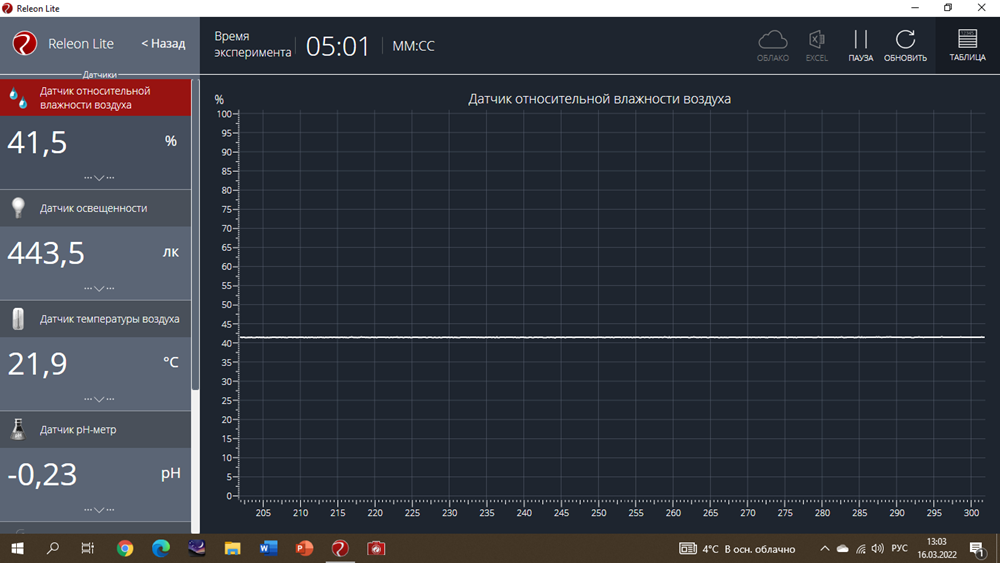 Releon Lite
Releon Lite
< Назад
Время
эксперимента
05:01
ММ:СС
ОБЛАКО
EXCEL
ПАУЗА
ОБНОВИТЬ
ТАБЛИЦА
Датчики
Датчик относительной
влажности воздуха
41,5
%
Датчик освещенности
443,5
лк
Датчик температуры воздуха
21,9
°C
Датчик pH-метр
-0,23
pH
%
Датчик относительной влажности воздуха
100
95
90
85
80
75
70
65
60
55
50
45
40
35
30
25
20
15
10
5
0
205 210 215 220 225 230 235 240 245 250 255 260 265 270 275 280 285 290 295 300
4°C В осн. облачно
РУС
13:03
16.03.2022
1